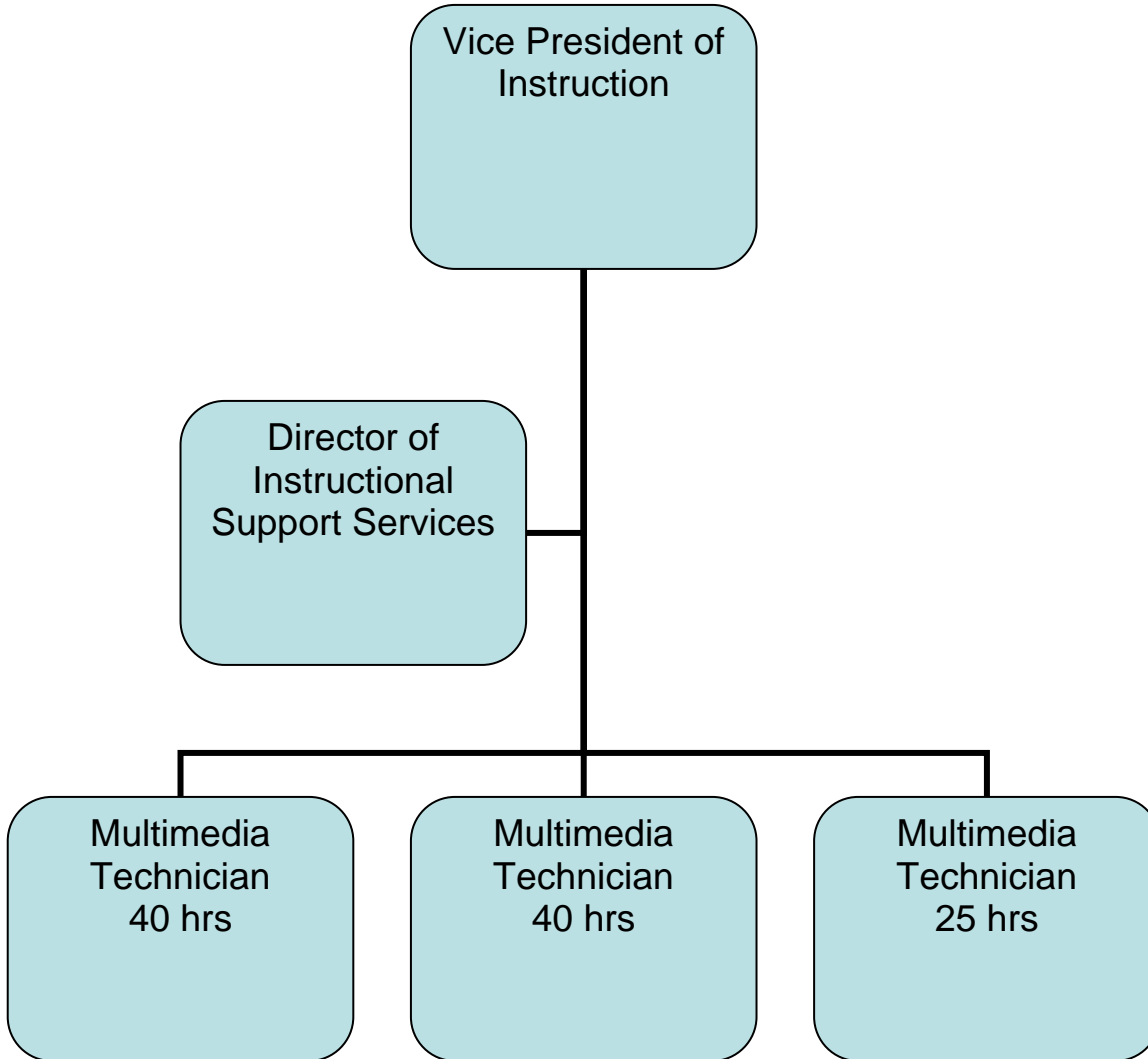 Vice President of
Instruction
Director of
Instructional
Support Services
Multimedia
Technician
40 hrs
Multimedia
Technician
40 hrs
Multimedia
Technician
25 hrs